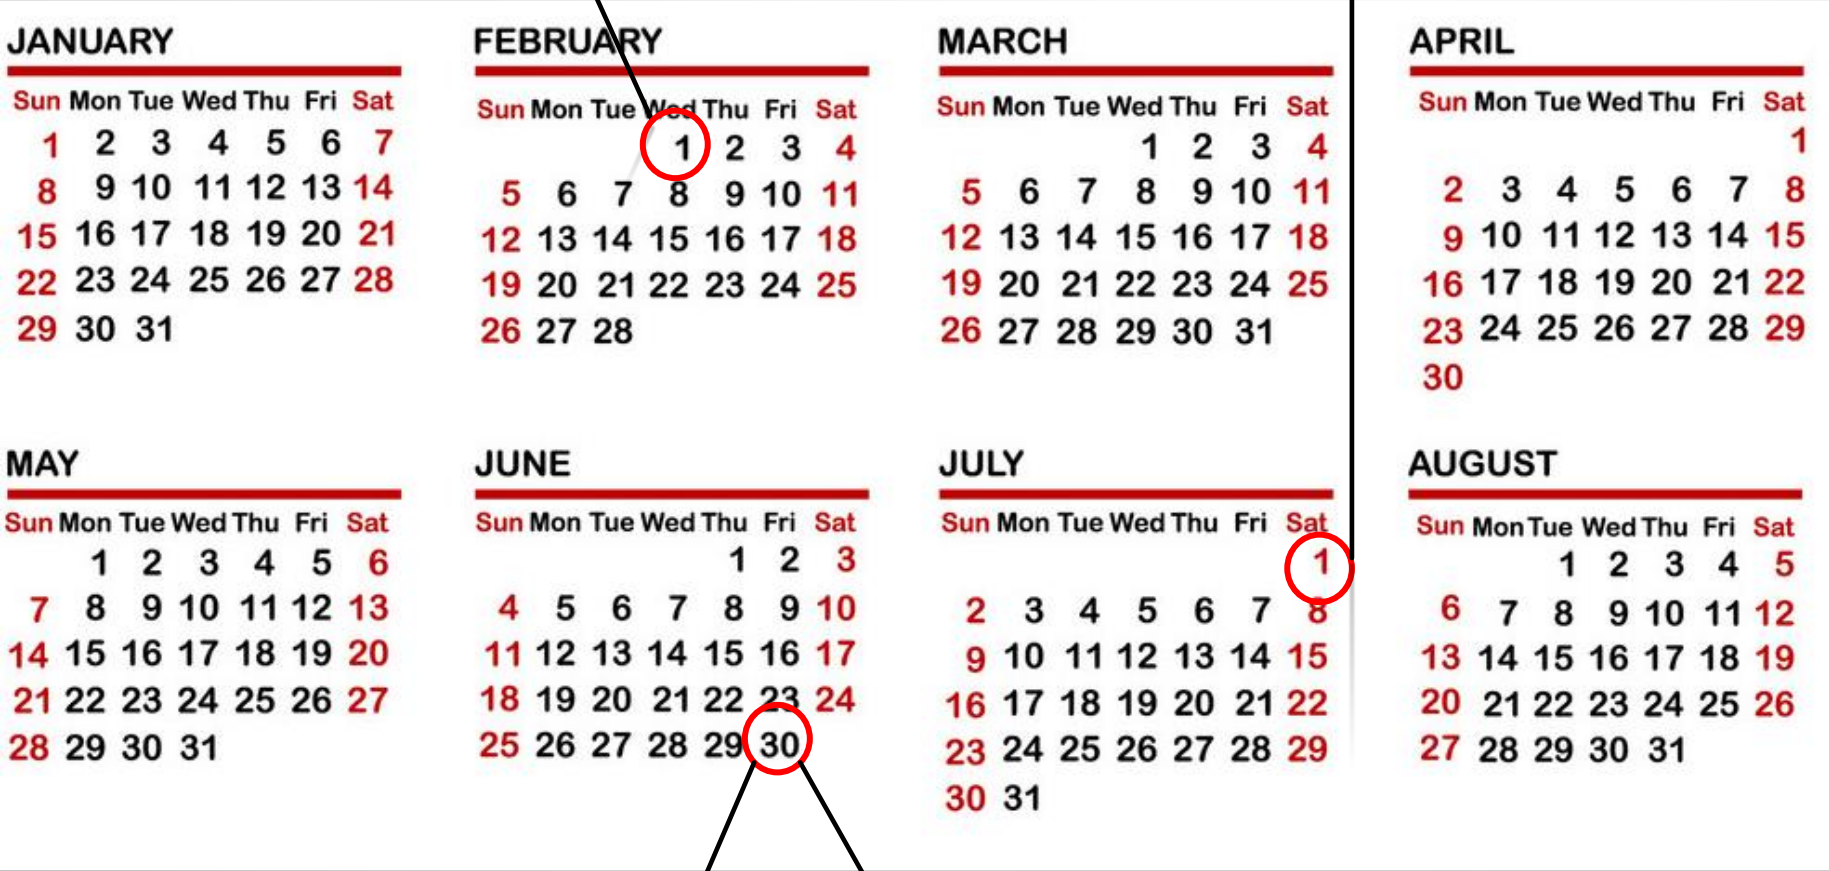 JANUARY
Sun Mon Tue Wed Thu Fri Sat
1 2 3 4 5 6 7
8 9 10 11 12 13 14
15 16 17 18 19 20 21
22 23 24 25 26 27 28
29 30 31
FEBRUARY
Sun Mon Tue Wed Thu Fri Sat
1 2 3 4
5 6 7 8 9 10 11
12 13 14 15 16 17 18
19 20 21 22 23 24 25
26 27 28
MARCH
Sun Mon Tue Wed Thu Fri Sat
1 2 3 4
5 6 7 8 9 10 11
12 13 14 15 16 17 18
19 20 21 22 23 24 25
26 27 28 29 30 31
APRIL
Sun Mon Tue Wed Thu Fri Sat
1
2 3 4 5 6 7 8
9 10 11 12 13 14 15
16 17 18 19 20 21 22
23 24 25 26 27 28 29
30
MAY
Sun Mon Tue Wed Thu Fri Sat
1 2 3 4 5 6
7 8 9 10 11 12 13
14 15 16 17 18 19 20
21 22 23 24 25 26 27
28 29 30 31
JUNE
Sun Mon Tue Wed Thu Fri Sat
1 2 3
4 5 6 7 8 9 10
11 12 13 14 15 16 17
18 19 20 21 22 23 24
25 26 27 28 29 30
JULY
Sun Mon Tue Wed Thu Fri Sat
1
2 3 4 5 6 7 8
9 10 11 12 13 14 15
16 17 18 19 20 21 22
23 24 25 26 27 28 29
30 31
AUGUST
Sun Mon Tue Wed Thu Fri Sat
1 2 3 4 5
6 7 8 9 10 11 12
13 14 15 16 17 18 19
20 21 22 23 24 25 26
27 28 29 30 31